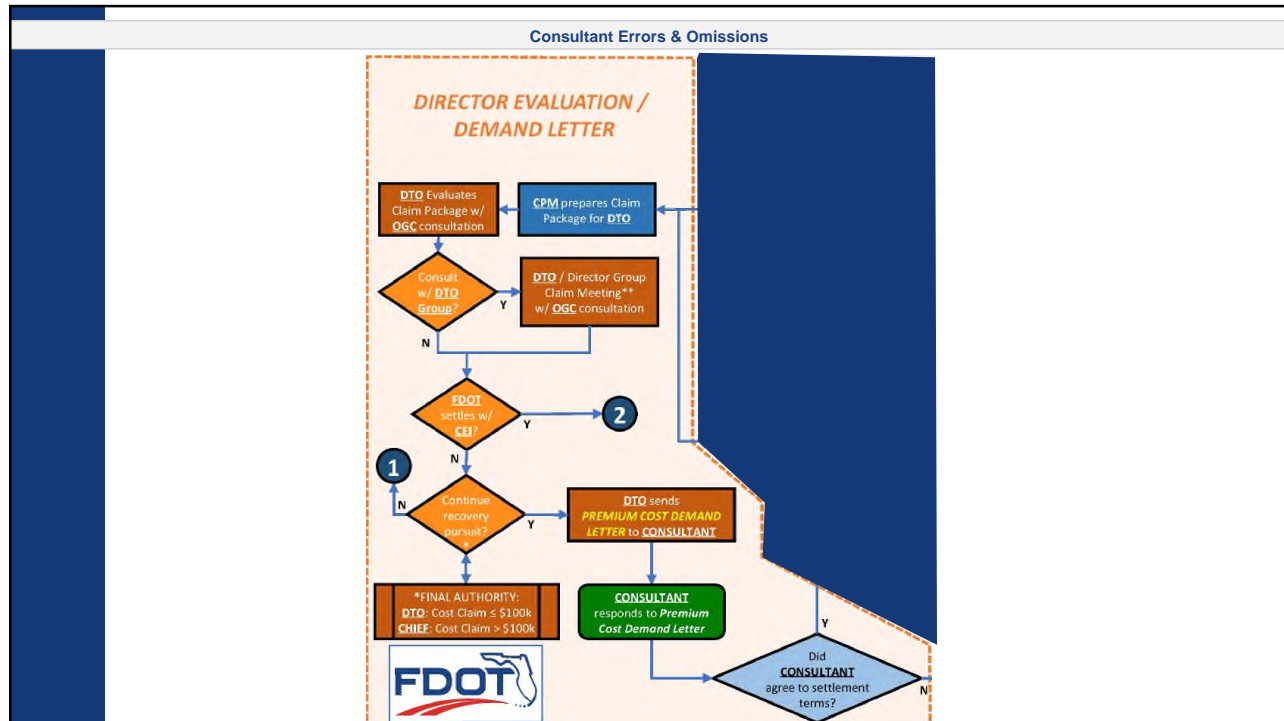 Consultant Errors & Omissions
DIRECTOR EVALUATION /
DEMAND LETTER
DTO Evaluates
Claim Package w/
OGC consultation
CPM prepares Claim
Package for DTO
Consult
w/ DTO
Group?
Y
N
DTO / Director Group
Claim Meeting**
w/ OGC consultation
FDOT
settles w/
CEI?
Y
2
N
1
N
Continue
recovery
pursuit?
*
Y
DTO sends
PREMIUM COST DEMAND
LETTER to CONSULTANT
*FINAL AUTHORITY:
DTO: Cost Claim ≤ $100k
CHIEF: Cost Claim > $100k
CONSULTANT
responds to Premium
Cost Demand Letter
Y
Did
CONSULTANT
agree to settlement
terms?
N
FDOT